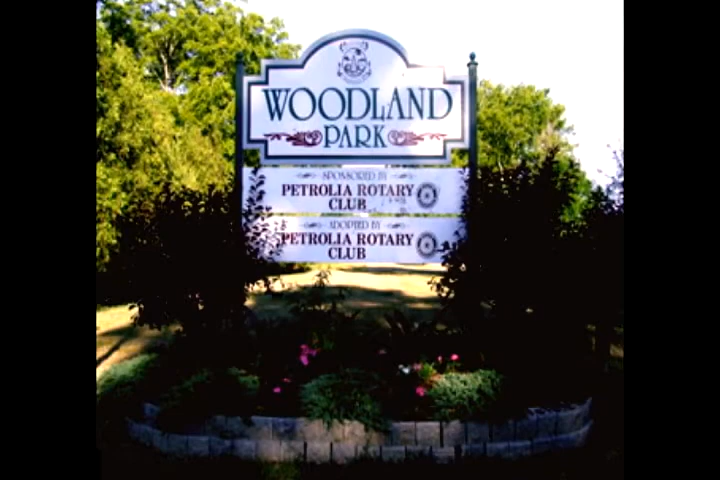 WOODLAND
PARK
SPONSORED BY
PETROLIA ROTARY
CLUB
ADOPTED BY
PETROLIA ROTARY
CLUB